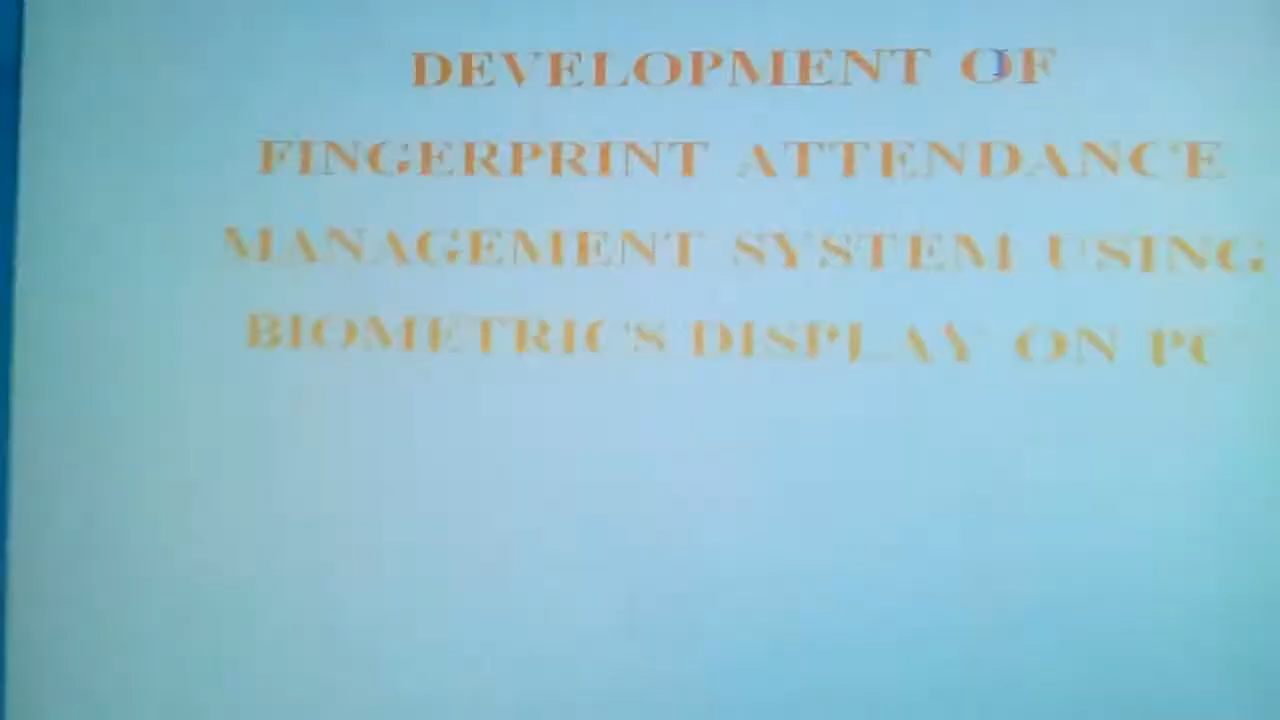 DEVELOPMENT OF
FINGERPRINT ATTENDANCE
MANAGEMENT SYSTEM USING
BIOMETRICS DISPLAY ON PC